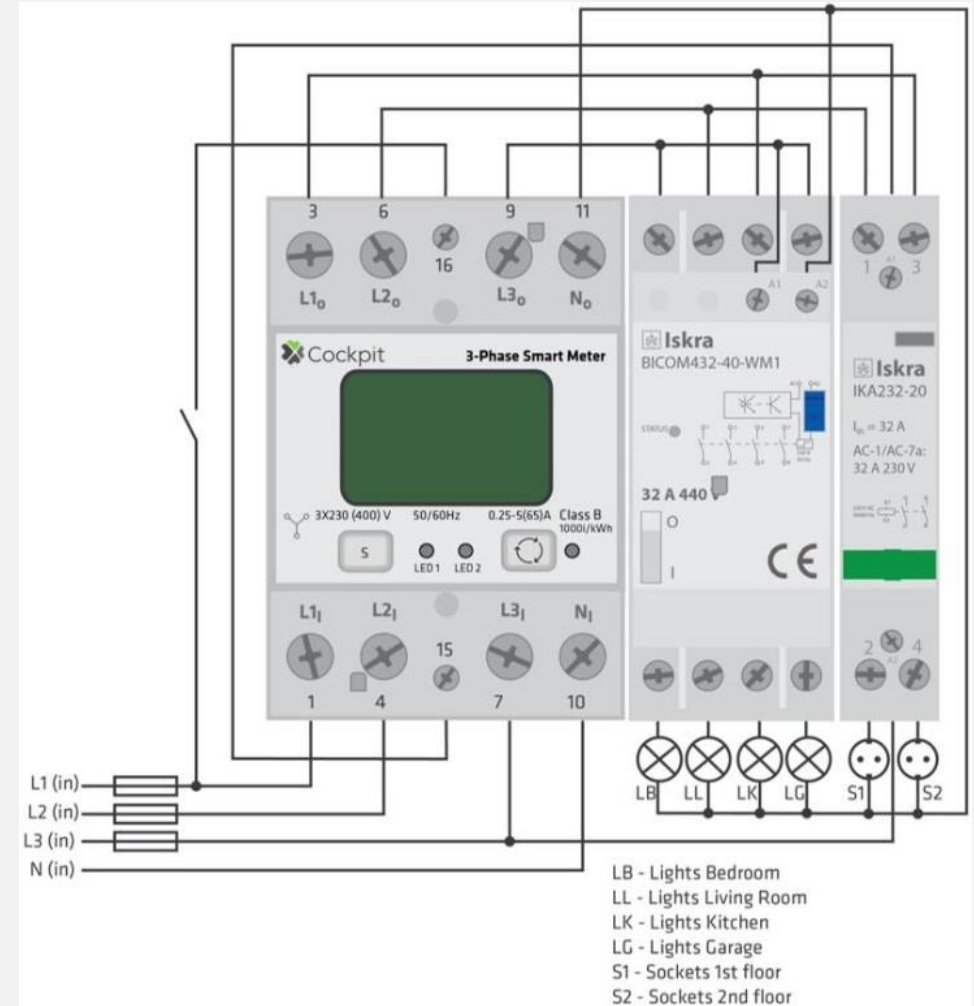 3 6 9 11
16
L1o L2o L3o No
Cockpit 3-Phase Smart Meter
3X230 (400) V 50/60Hz 0.25-5(65)A Class B
1000i/kWh
S
LED 1 LED 2
L1I L2I L3I NI
15
1 4 7 10
A1 A2
Iskra
BICOM432-40-WM1
STATUS
32 A 440 V
O
I
CE
1 3
A1
Iskra
IKA232-20
Ith = 32 A
AC-1/AC-7a:
32 A 230 V
2 4
A2
LB LL LK LG S1 S2
L1 (in)
L2 (in)
L3 (in)
N (in)
LB - Lights Bedroom
LL - Lights Living Room
LK - Lights Kitchen
LG - Lights Garage
S1 - Sockets 1st floor
S2 - Sockets 2nd floor